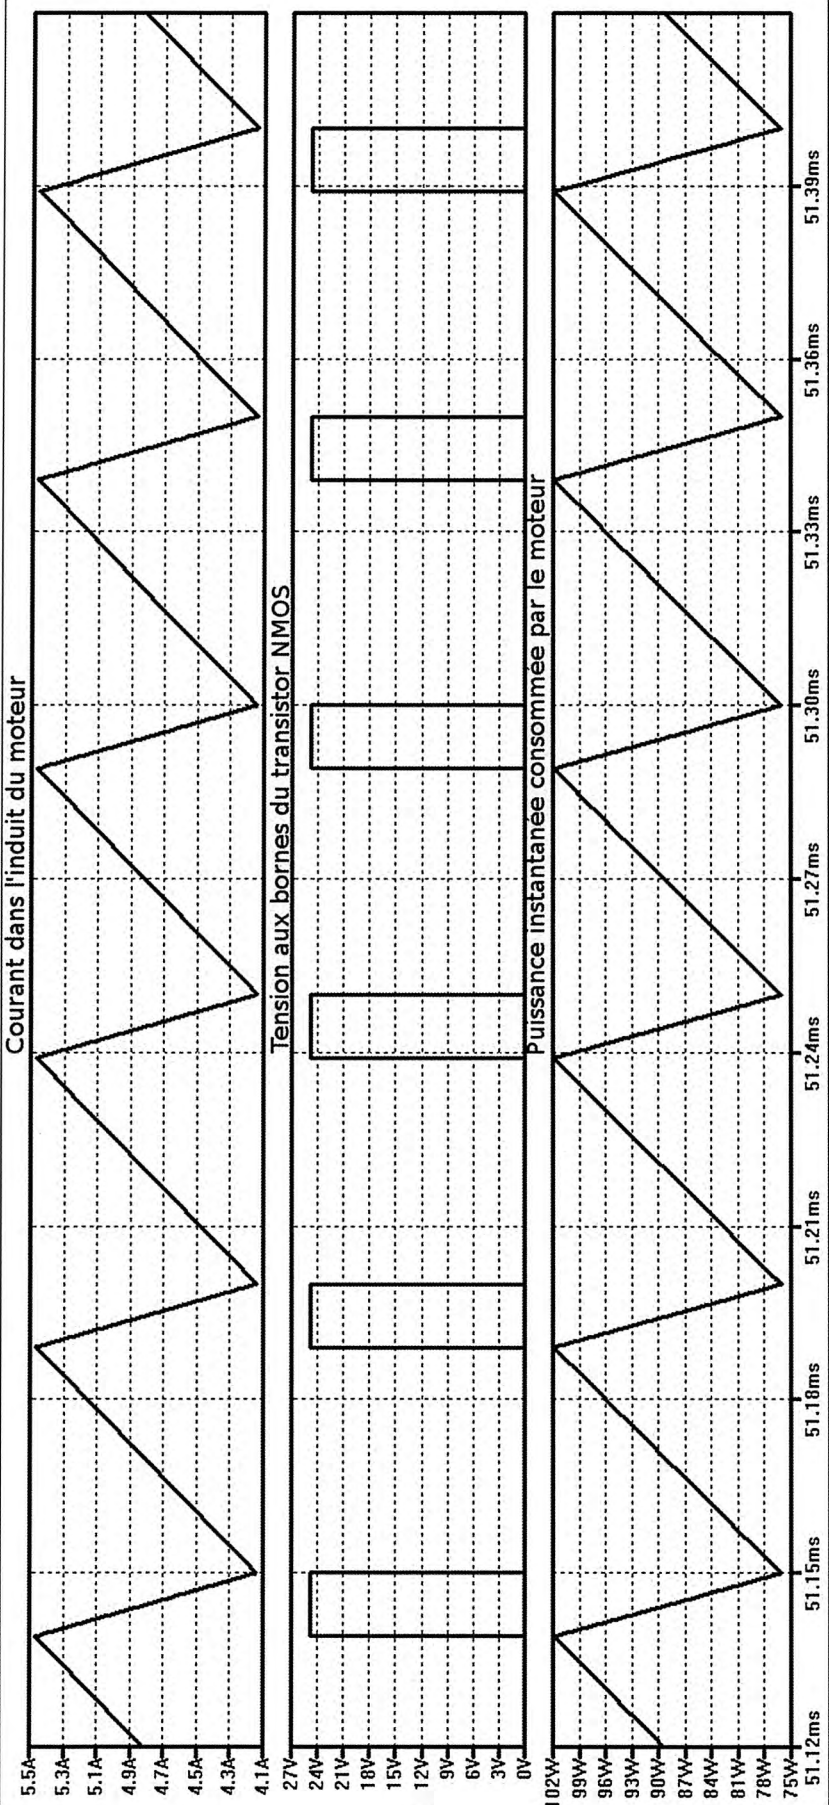 Courant dans l'induit du moteur
5.5A
5.3A
5.1A
4.9A
4.7A
4.5A
4.3A
4.1A
Tension aux bornes du transistor NMOS
27V
24V
21V
18V
15V
12V
9V
6V
3V
0V
Puissance instantanée consommée par le moteur
102W
99W
96W
93W
90W
87W
84W
81W
78W
75W
51.12ms 51.15ms 51.18ms 51.21ms 51.24ms 51.27ms 51.30ms 51.33ms 51.36ms 51.39ms